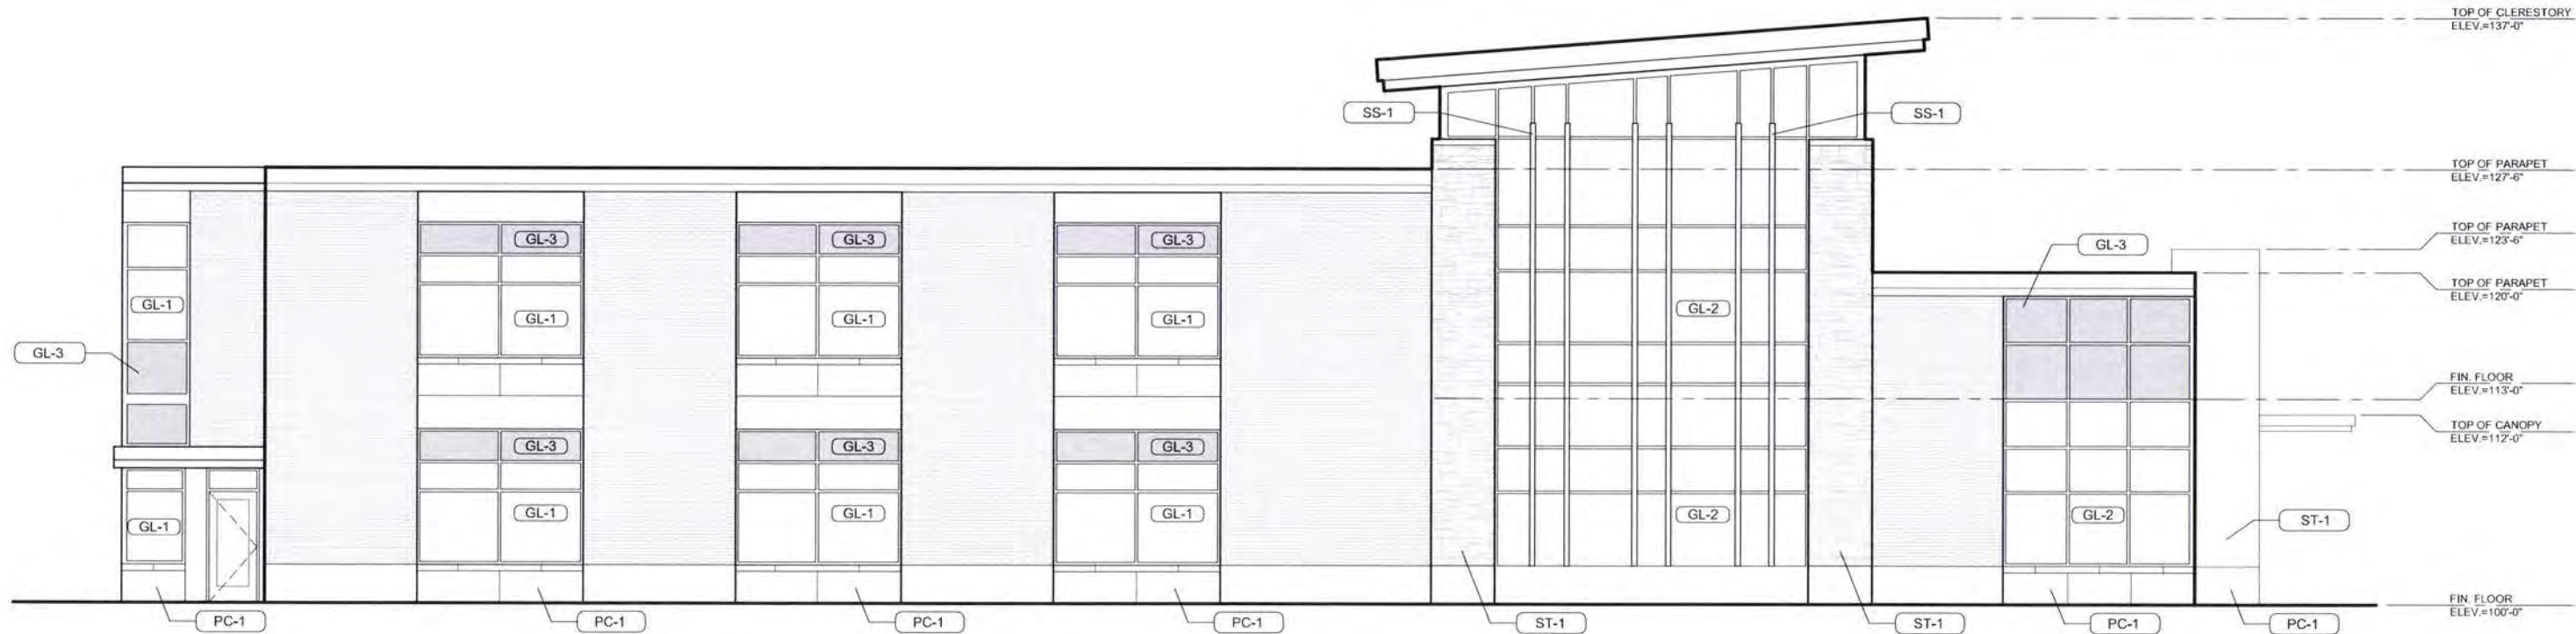 TOP OF CLERESTORY
ELEV.=137'-0"
SS-1
SS-1
TOP OF PARAPET
ELEV.=127'-6"
TOP OF PARAPET
ELEV.=123'-6"
GL-3
GL-3
GL-3
GL-3
TOP OF PARAPET
ELEV.=120'-0"
GL-1
GL-1
GL-1
GL-1
GL-2
GL-3
FIN. FLOOR
ELEV.=113'-0"
TOP OF CANOPY
ELEV.=112'-0"
GL-3
GL-3
GL-3
GL-1
GL-1
GL-1
GL-1
GL-2
GL-2
ST-1
FIN. FLOOR
ELEV.=100'-0"
PC-1
PC-1
PC-1
PC-1
ST-1
ST-1
PC-1
PC-1